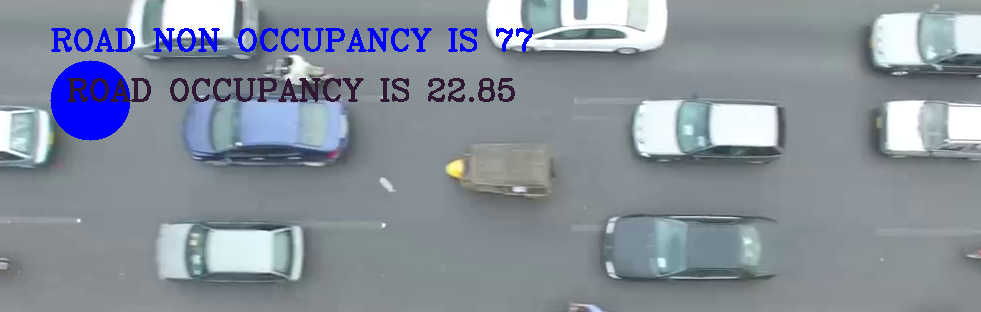 ROAD NON OCCUPANCY IS 77
ROAD OCCUPANCY IS 22.85